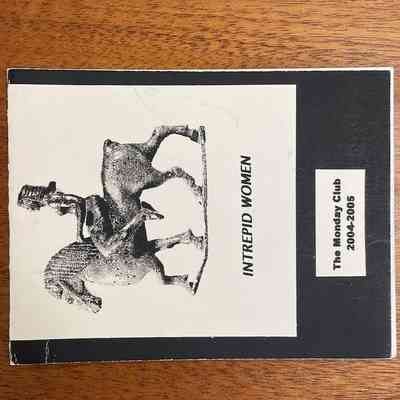 INTREPID WOMEN
The Monday Club
2004-2005